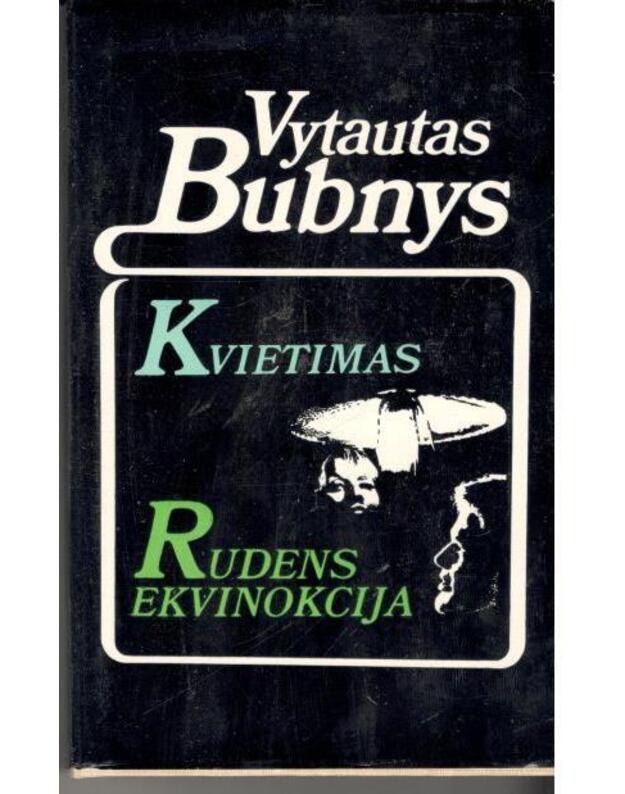 Vytautas
Bubnys
KVIETIMAS
RUDENS
EKVINOKCIJA